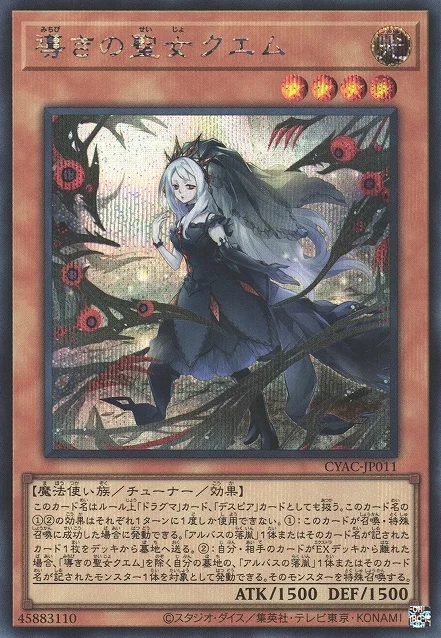 導きの聖女クエム
闇
CYAC-JP011
【魔法使い族／チューナー／効果】
このカード名はルール上「ドラグマ」カード、「デスピア」カードとしても扱う。このカード名の
①②の効果はそれぞれ1ターンに1度しか使用できない。①：このカードが召喚・特殊
召喚に成功した場合に発動できる。「アルバスの落胤」1体またはそのカード名が記された
カード1枚をデッキから墓地へ送る。②：自分・相手のカードがEXデッキから離れた
場合、「導きの聖女クエム」を除く自分の墓地の、「アルバスの落胤」1体またはそのカード
名が記されたモンスター1体を対象として発動できる。そのモンスターを特殊召喚する。
ATK/1500 DEF/1500
45883110
©スタジオ・ダイス／集英社・テレビ東京・KONAMI